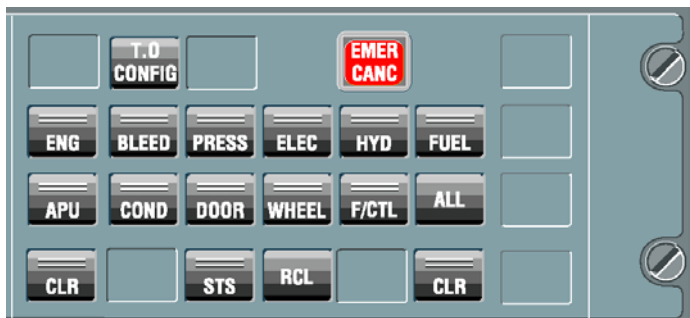 T.O
CONFIG
EMER
CANC
ENG
BLEED
PRESS
ELEC
HYD
FUEL
APU
COND
DOOR
WHEEL
F/CTL
ALL
CLR
STS
RCL
CLR